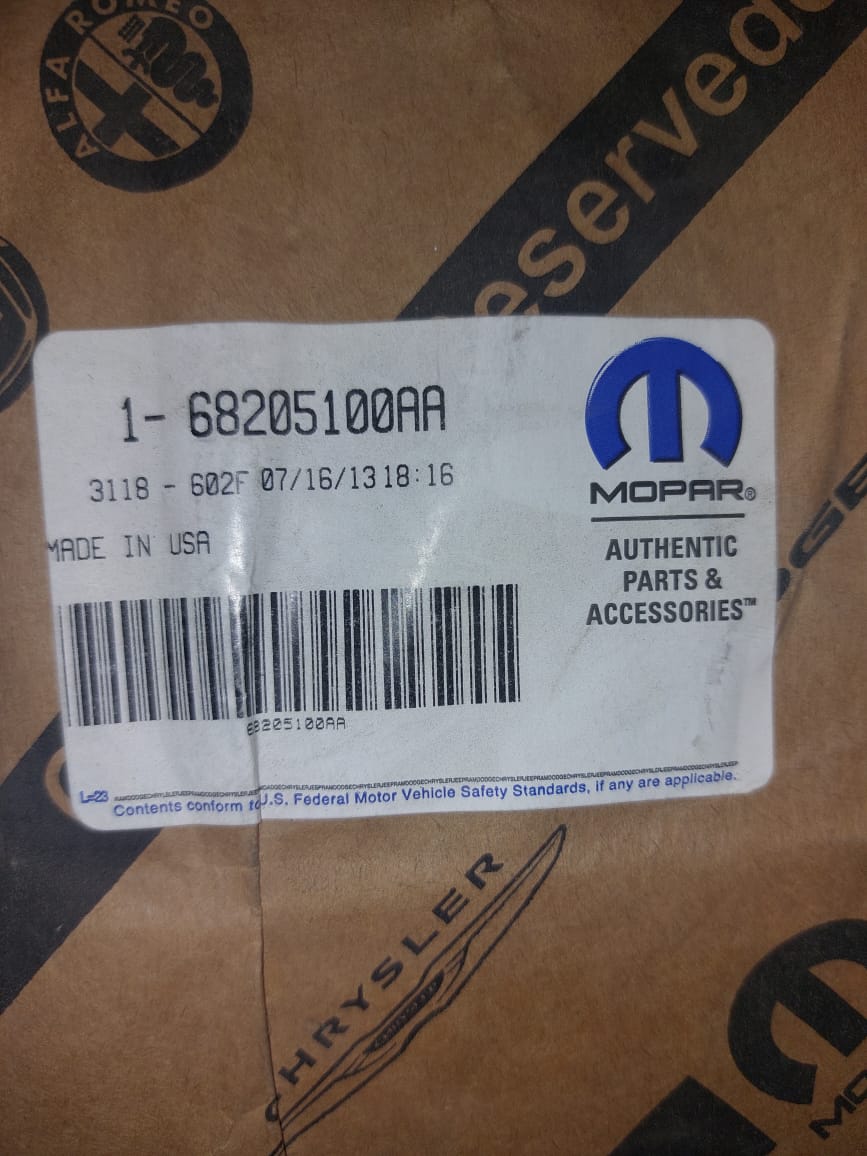 ALFA ROMEO
eserved
1- 68205100AA
3118 - 602F 07/16/13 18:16
MADE IN USA
68205100AA
MOPAR®
AUTHENTIC
PARTS &
ACCESSORIES™
L=23
Contents conform to U.S. Federal Motor Vehicle Safety Standards, if any are applicable.
CHRYSLER